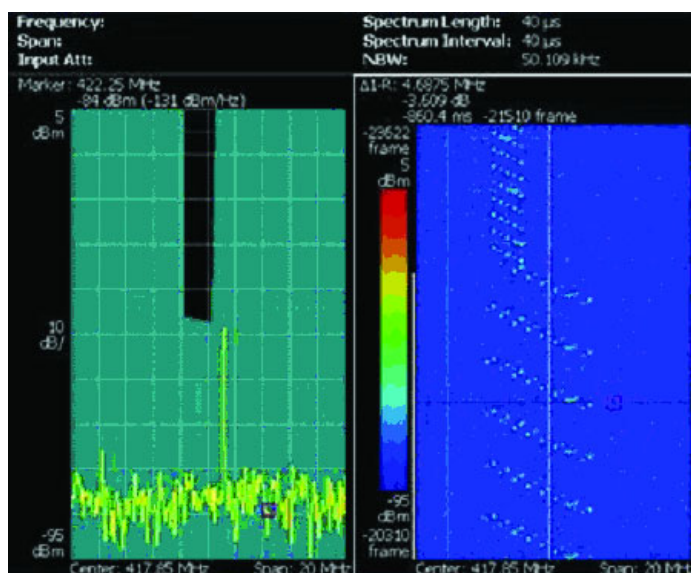 Frequency:
Span:
Input Att:
Spectrum Length: 40 µs
Spectrum Interval: 40 µs
NBW: 50.109 kHz
Marker: 422.25 MHz
-84 dBm (-131 dBm/Hz)
5
dBm
10
dB/
-95
dBm
Center: 417.85 MHz Span: 20 MHz
Δ1-R: 4.6875 MHz
-3.609 dB
-860.4 ms -21510 frame
-23622
frame
5
dBm
-95
dBm
-20310
frame
Center: 417.85 MHz Span: 20 MHz